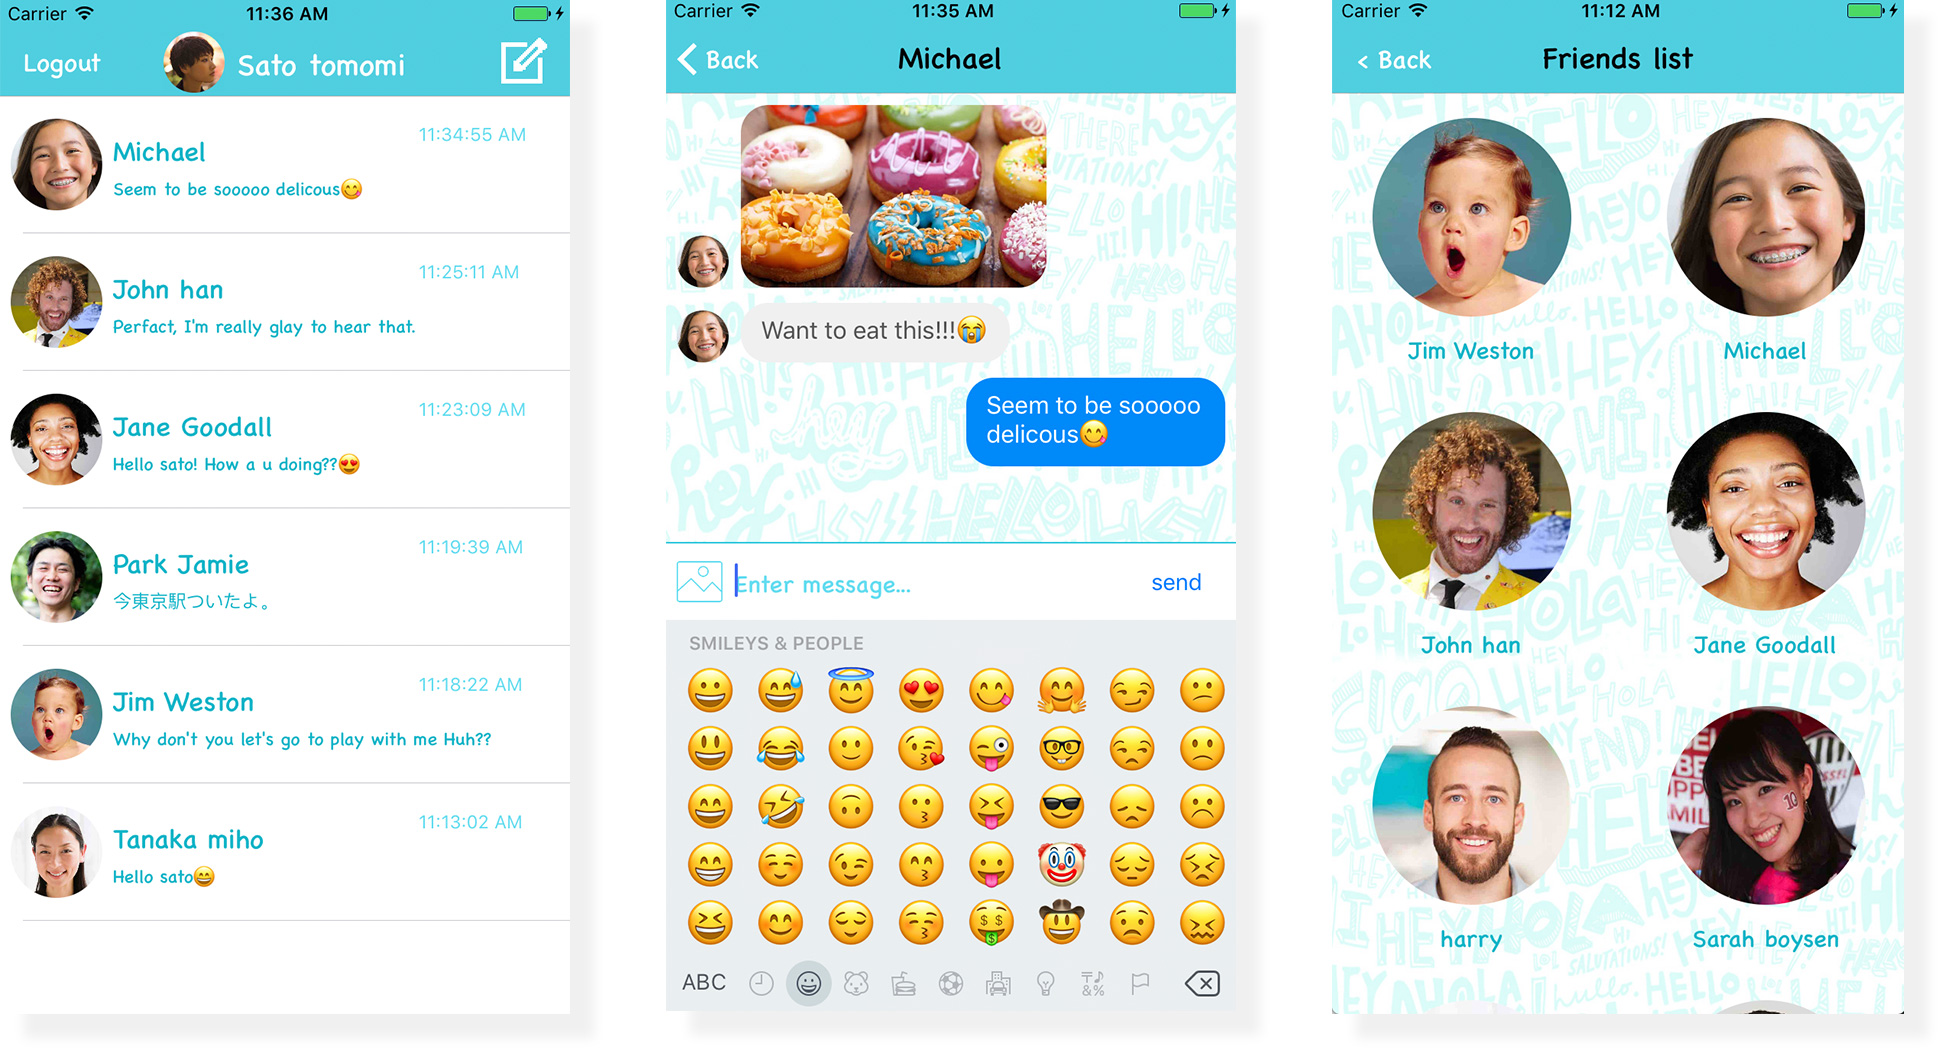 Carrier 11:36 AM
Logout Sato tomomi
Michael 11:34:55 AM
Seem to be sooooo delicous😋
John han 11:25:11 AM
Perfact, I'm really glay to hear that.
Jane Goodall 11:23:09 AM
Hello sato! How a u doing??😍
Park Jamie 11:19:39 AM
今東京駅ついたよ。
Jim Weston 11:18:22 AM
Why don't you let's go to play with me Huh??
Tanaka miho 11:13:02 AM
Hello sato😄
Carrier 11:35 AM
Back Michael
Want to eat this!!!😭
Seem to be sooooo
delicous😋
Enter message... send
SMILEYS & PEOPLE
ABC
Carrier 11:12 AM
< Back Friends list
Jim Weston Michael
John han Jane Goodall
harry Sarah boysen